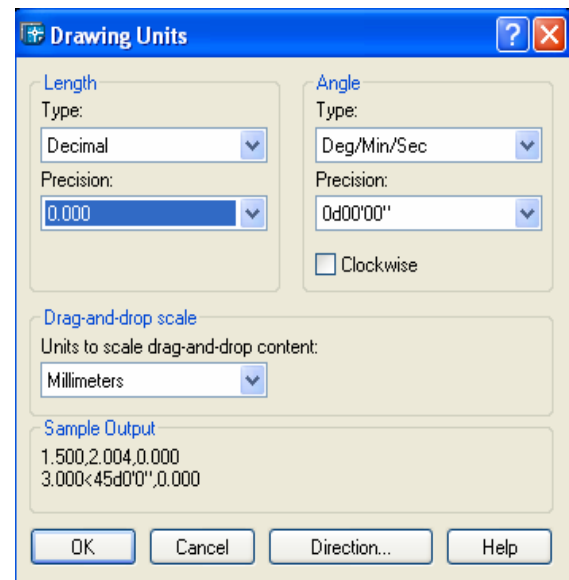 Drawing Units
Length
Type:
Decimal
Precision:
0.000
Angle
Type:
Deg/Min/Sec
Precision:
0d00'00"
Clockwise
Drag-and-drop scale
Units to scale drag-and-drop content:
Millimeters
Sample Output
1.500,2.004,0.000
3.000<45d0'0",0.000
OK Cancel Direction... Help